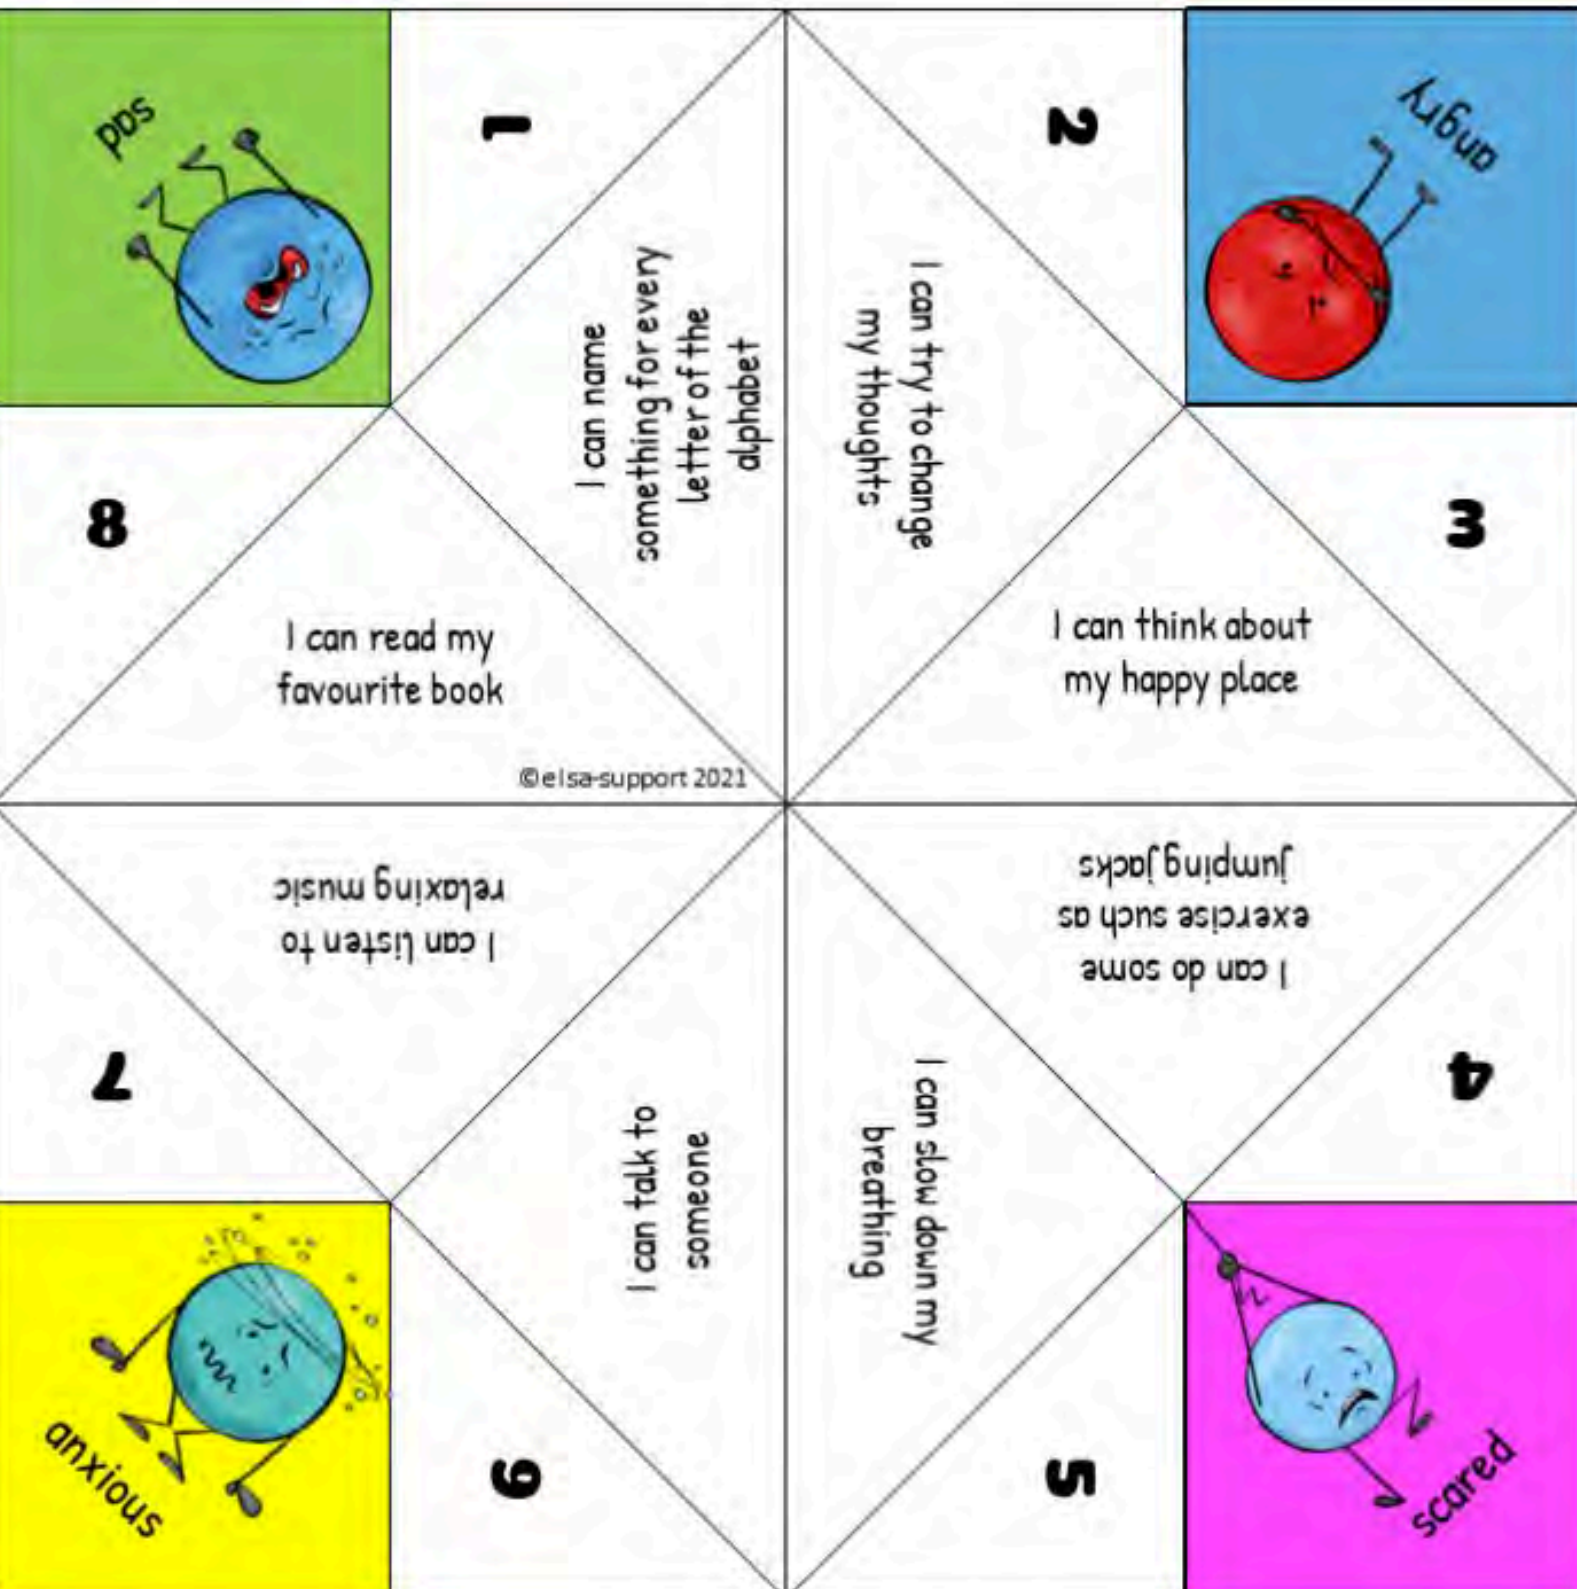 sad
1
2
angry
I can name
something for every
letter of the
alphabet
I can try to change
my thoughts
8
3
I can read my
favourite book
I can think about
my happy place
©elsa-support 2021
I can listen to
relaxing music
I can do some
exercise such as
jumping jacks
7
4
I can talk to
someone
I can slow down my
breathing
anxious
6
5
scared